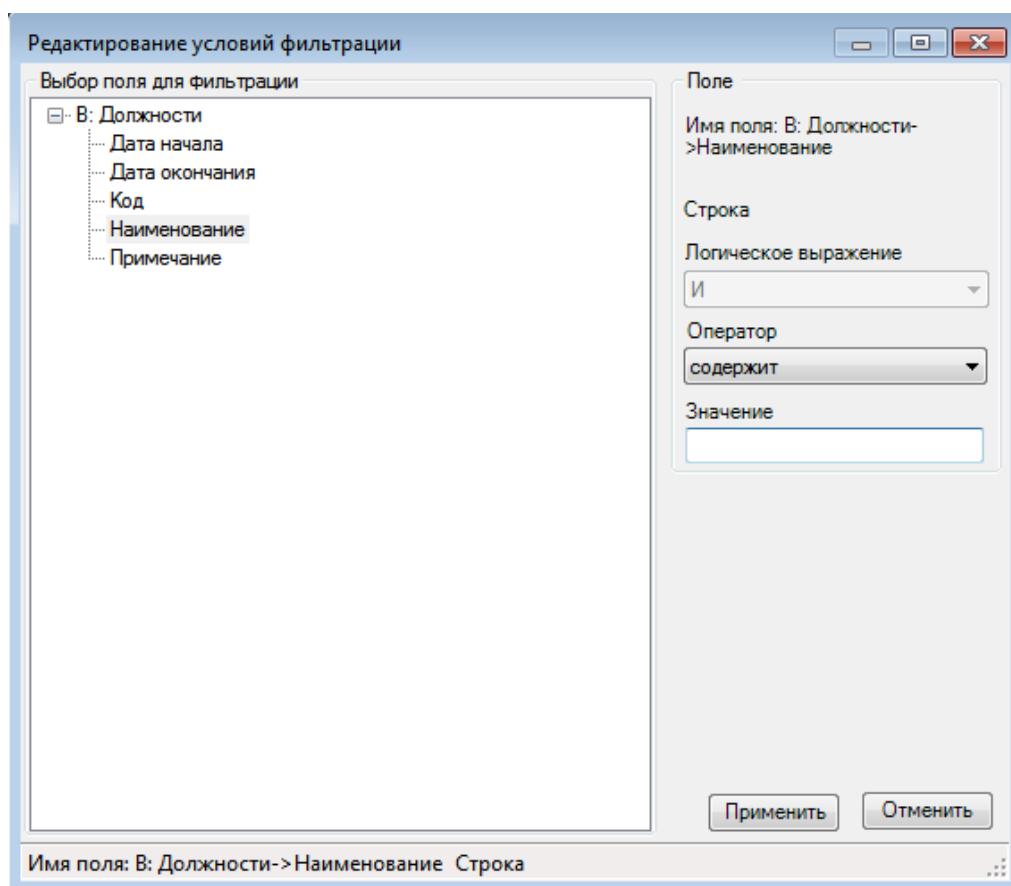 Редактирование условий фильтрации
Выбор поля для фильтрации
В: Должности
Дата начала
Дата окончания
Код
Наименование
Примечание
Поле
Имя поля: В: Должности-
>Наименование
Строка
Логическое выражение
И
Оператор
содержит
Значение
Применить
Отменить
Имя поля: В: Должности->Наименование Строка